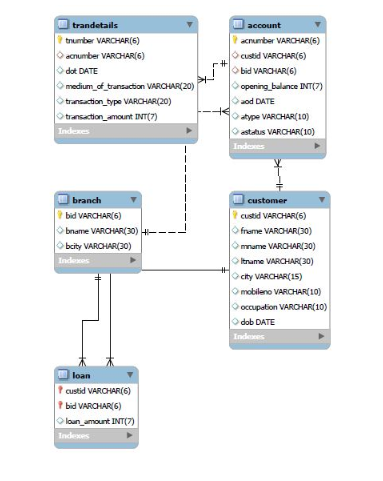 trandetails
tnumber VARCHAR(6)
acnumber VARCHAR(6)
dot DATE
medium_of_transaction VARCHAR(20)
transaction_type VARCHAR(20)
transaction_amount INT(7)
Indexes
account
acnumber VARCHAR(6)
custid VARCHAR(6)
bid VARCHAR(6)
opening_balance INT(7)
aod DATE
atype VARCHAR(10)
astatus VARCHAR(10)
Indexes
branch
bid VARCHAR(6)
bname VARCHAR(30)
bcity VARCHAR(30)
Indexes
customer
custid VARCHAR(6)
fname VARCHAR(30)
mname VARCHAR(30)
ltname VARCHAR(30)
city VARCHAR(15)
mobileno VARCHAR(10)
occupation VARCHAR(10)
dob DATE
Indexes
loan
custid VARCHAR(6)
bid VARCHAR(6)
loan_amount INT(7)
Indexes